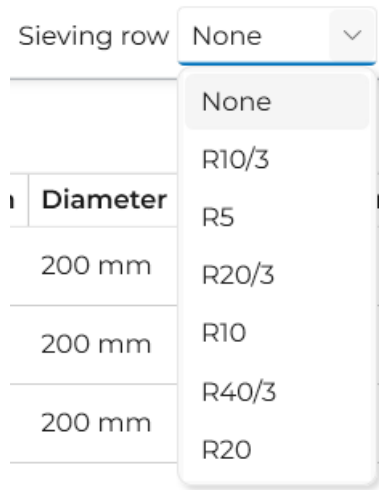 Sieving row None
None
R10/3
Diameter
R5
200 mm
R20/3
R10
200 mm
R40/3
200 mm
R20